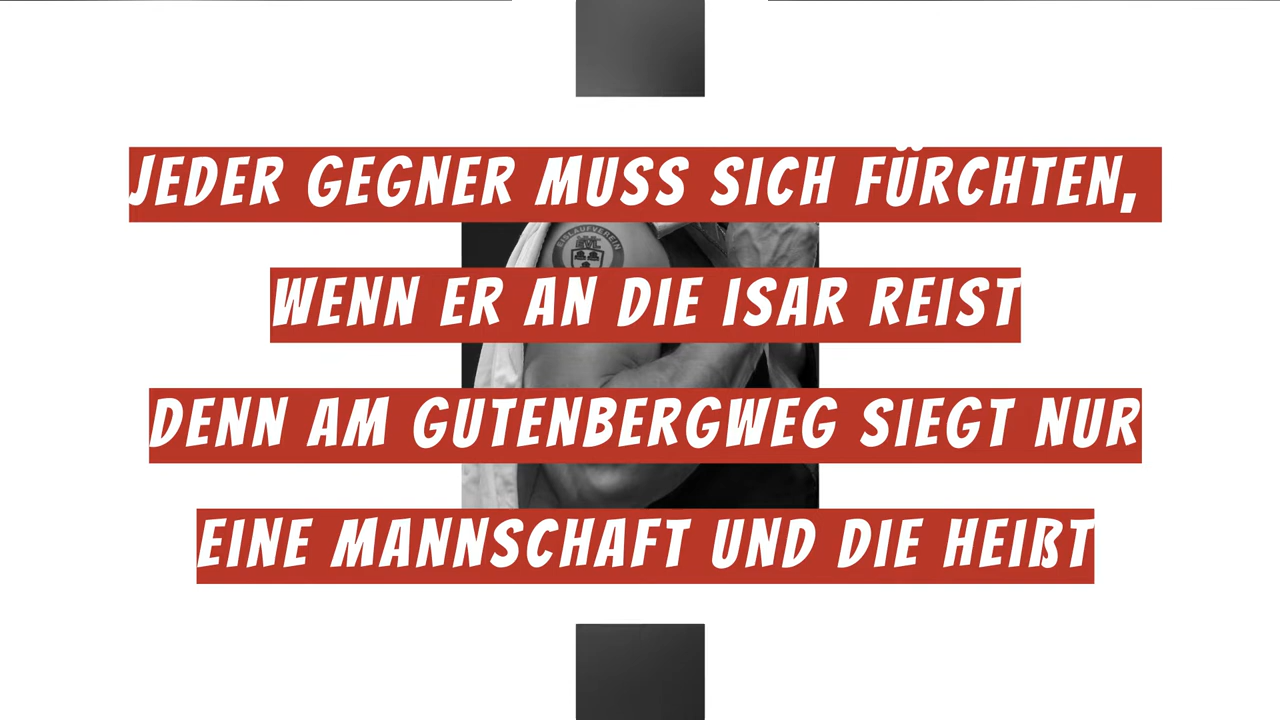 JEDER GEGNER MUSS SICH FÜRCHTEN,
EISLAUFVEREIN
WENN ER AN DIE ISAR REIST
DENN AM GUTENBERGWEG SIEGT NUR
EINE MANNSCHAFT UND DIE HEIßT